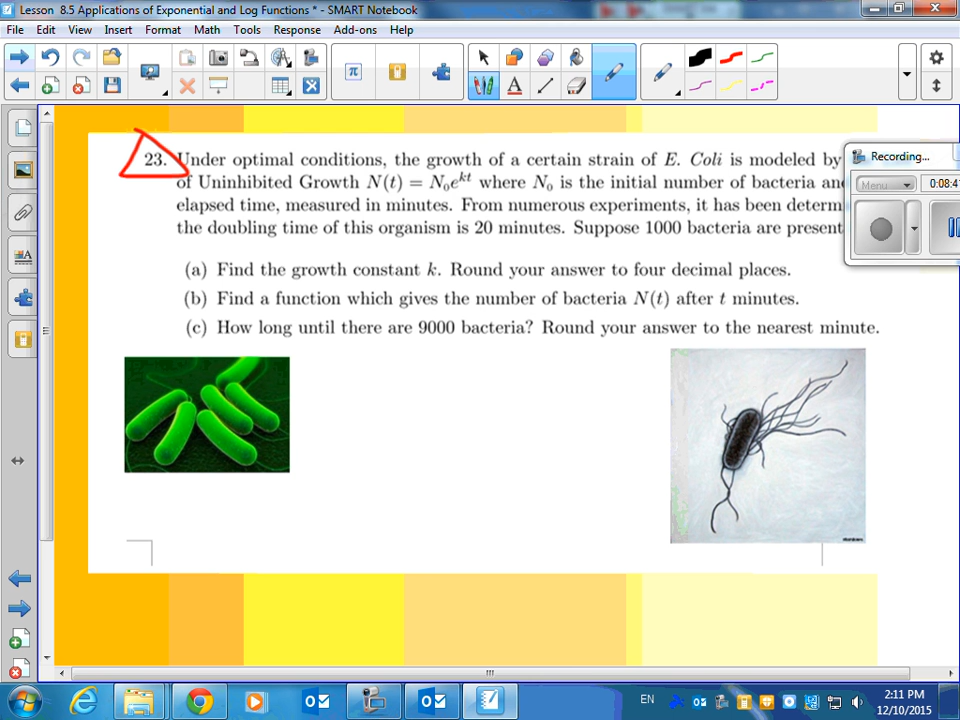 Lesson 8.5 Applications of Exponential and Log Functions * - SMART Notebook
File Edit View Insert Format Math Tools Response Add-ons Help
π
A
23. Under optimal conditions, the growth of a certain strain of E. Coli is modeled by
of Uninhibited Growth N(t) = N₀eᵏᵗ where N₀ is the initial number of bacteria and
elapsed time, measured in minutes. From numerous experiments, it has been determ
the doubling time of this organism is 20 minutes. Suppose 1000 bacteria are present
Recording...
Menu
0:08:4
(a) Find the growth constant k. Round your answer to four decimal places.
(b) Find a function which gives the number of bacteria N(t) after t minutes.
(c) How long until there are 9000 bacteria? Round your answer to the nearest minute.
EN
2:11 PM
12/10/2015